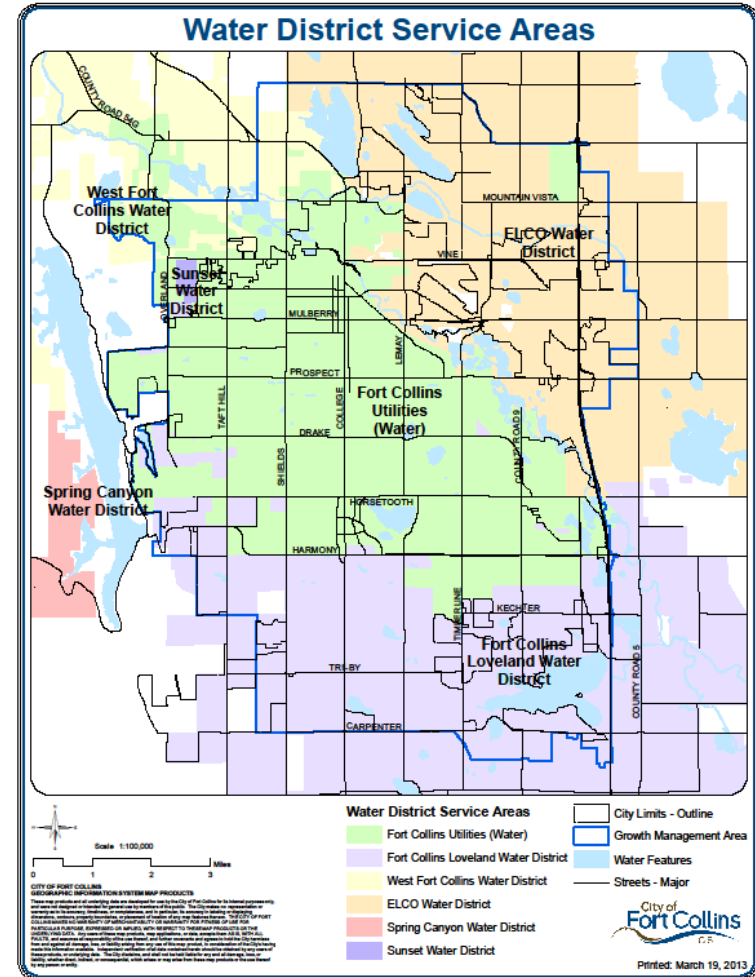 Water District Service Areas
COUNTY ROAD 54G
West Fort
Collins Water
District
MOUNTAIN VISTA
ELCO Water
District
VINE
Sunset
Water
District
OVERLAND
MULBERRY
LEMAY
PROSPECT
TAFT HILL
COLLEGE
Fort Collins
Utilities
(Water)
DRAKE
SHIELDS
COUNTY ROAD 9
Spring Canyon
Water District
HORSETOOTH
HARMONY
TIMBERLINE
KECHTER
Fort Collins
Loveland Water
District
TRILBY
COUNTY ROAD 5
CARPENTER
Scale 1:100,000
0 1 2 3 Miles
CITY OF FORT COLLINS
GEOGRAPHIC INFORMATION SYSTEM MAP PRODUCTS
Water District Service Areas
Fort Collins Utilities (Water)
Fort Collins Loveland Water District
West Fort Collins Water District
ELCO Water District
Spring Canyon Water District
Sunset Water District
City Limits - Outline
Growth Management Area
Water Features
Streets - Major
City of
Fort Collins
GIS
Printed: March 19, 2013